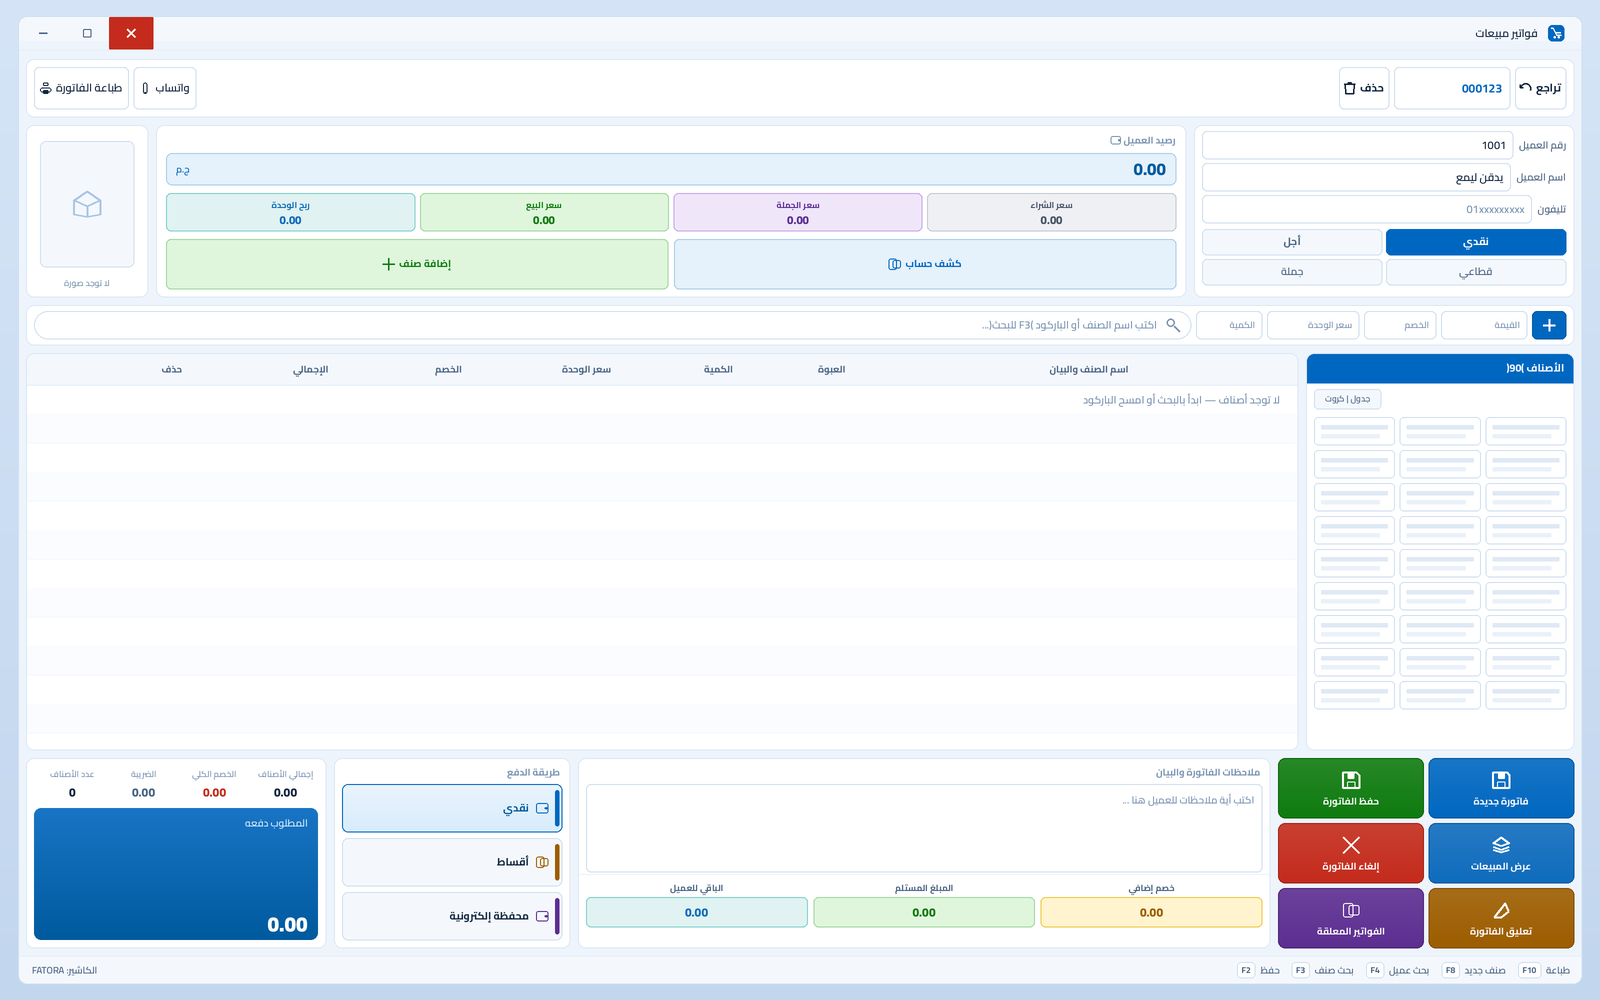 فواتير مبيعات
تراجع
000123
حذف
واتساب
طباعة الفاتورة
رقم العميل
1001
اسم العميل
يدقن ليمع
تليفون
01xxxxxxxxx
نقدي
أجل
قطاعي
جملة
رصيد العميل
0.00
ج.م
سعر الشراء
0.00
سعر الجملة
0.00
سعر البيع
0.00
ربح الوحدة
0.00
كشف حساب
إضافة صنف
لا توجد صورة
القيمة
الخصم
سعر الوحدة
الكمية
اكتب اسم الصنف أو الباركود )F3 للبحث(...
الأصناف )90(
جدول | كروت
اسم الصنف والبيان
العبوة
الكمية
سعر الوحدة
الخصم
الإجمالي
حذف
لا توجد أصناف — ابدأ بالبحث أو امسح الباركود
فاتورة جديدة
حفظ الفاتورة
عرض المبيعات
إلغاء الفاتورة
تعليق الفاتورة
الفواتير المعلقة
ملاحظات الفاتورة والبيان
اكتب أية ملاحظات للعميل هنا ...
خصم إضافي
0.00
المبلغ المستلم
0.00
الباقي للعميل
0.00
طريقة الدفع
نقدي
أقساط
محفظة إلكترونية
إجمالي الأصناف
0.00
الخصم الكلي
0.00
الضريبة
0.00
عدد الأصناف
0
المطلوب دفعه
0.00
طباعة F10
صنف جديد F8
بحث عميل F4
بحث صنف F3
حفظ F2
الكاشير: FATORA